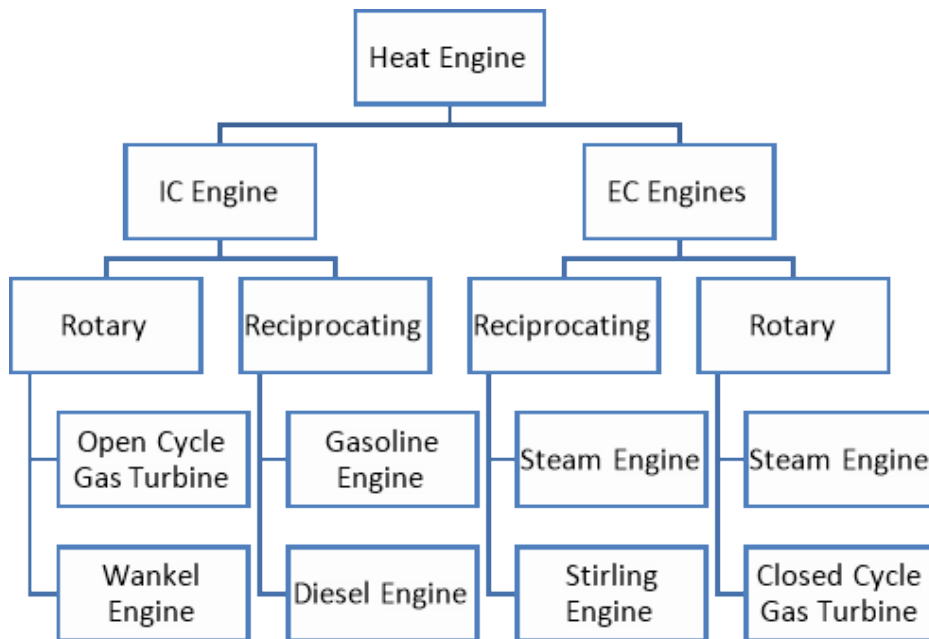 Heat Engine
IC Engine
EC Engines
Rotary
Reciprocating
Reciprocating
Rotary
Open Cycle
Gas Turbine
Gasoline
Engine
Steam Engine
Steam Engine
Wankel
Engine
Diesel Engine
Stirling
Engine
Closed Cycle
Gas Turbine